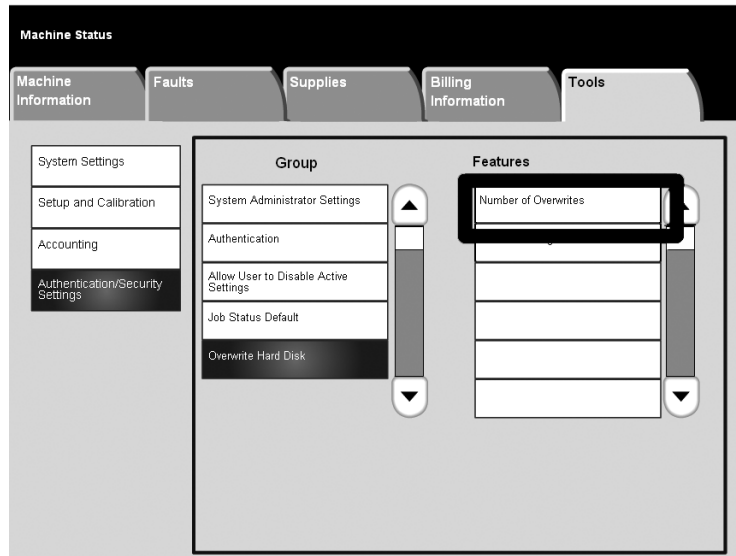 Machine Status
Machine
Information
Faults
Supplies
Billing
Information
Tools
System Settings
Setup and Calibration
Accounting
Authentication/Security
Settings
Group
System Administrator Settings
Authentication
Allow User to Disable Active
Settings
Job Status Default
Overwrite Hard Disk
Features
Number of Overwrites